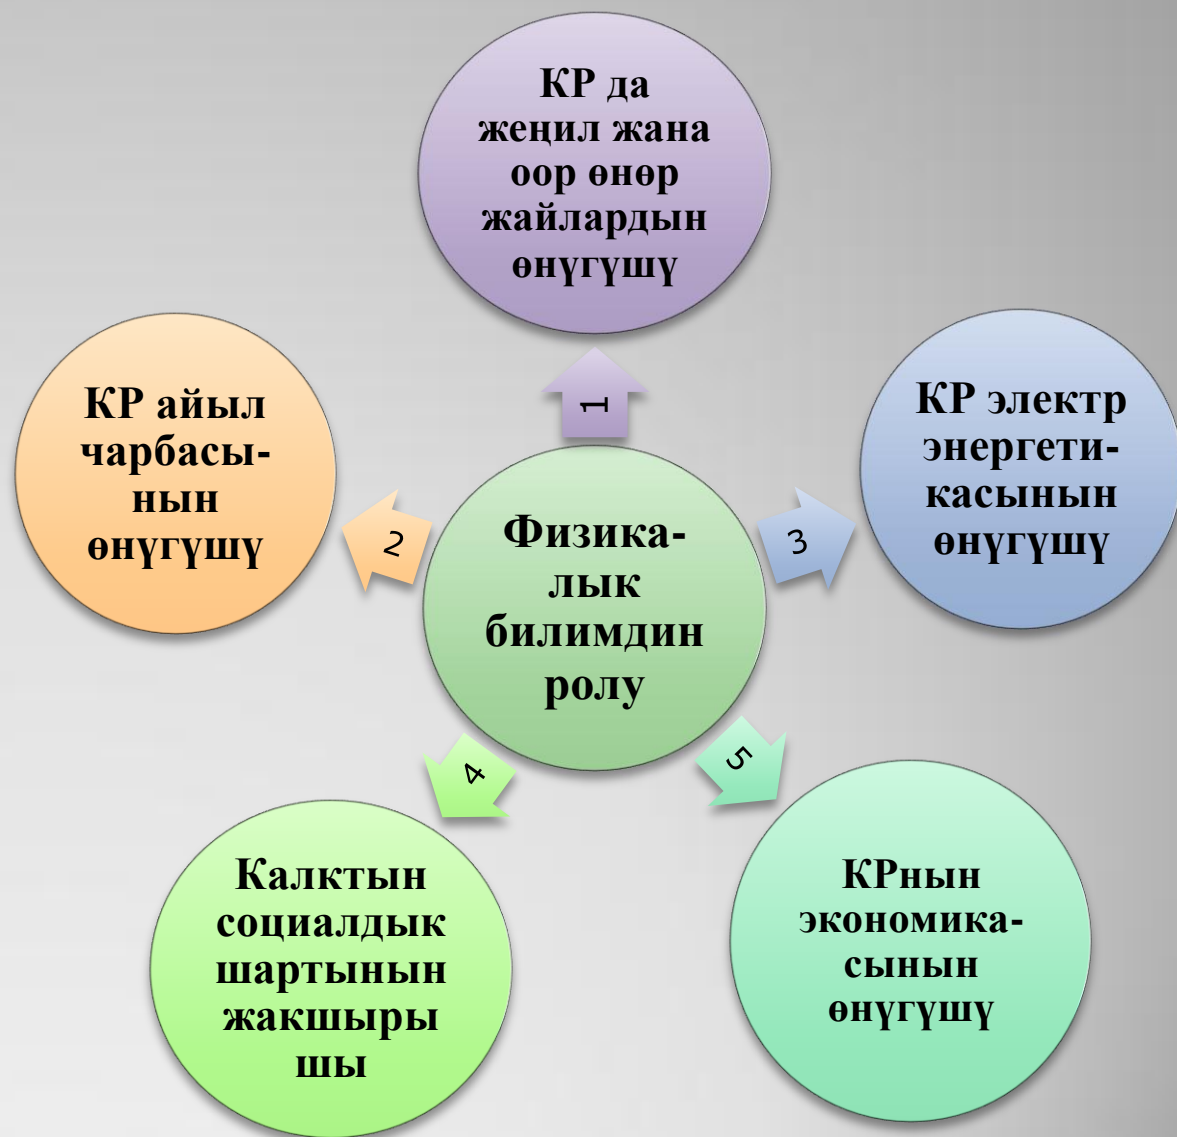 КР да
жеңил жана
оор өнөр
жайлардын
өнүгүшү
1
КР айыл
чарбасы-
нын
өнүгүшү
2
3
КР электр
энергети-
касынын
өнүгүшү
Физика-
лык
билимдин
ролу
4
5
Калктын
социалдык
шартынын
жакшыры
шы
КРнын
экономика-
сынын
өнүгүшү